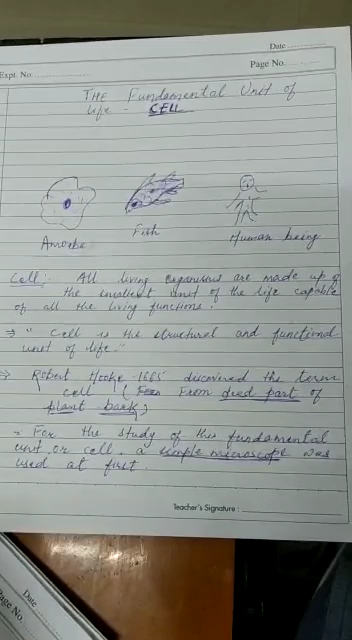 Date ............
Page No. ..........
Expt. No. ..................
THE Fundamental Unit of
life - CELL
Amoeba
Fish
Human being
Cell :- All living organisms are made up of
the smallest unit of the life capable
of all the living functions.
⇒ "Cell is the structural and functional
unit of life."
⇒ Robert Hooke - 1665 discovered the term
cell ( From died part of
plant bark )
⇒ For the study of this fundamental
unit or cell, a simple microscope was
used at first.
Teacher's Signature : ..................
Date ........
Page No.